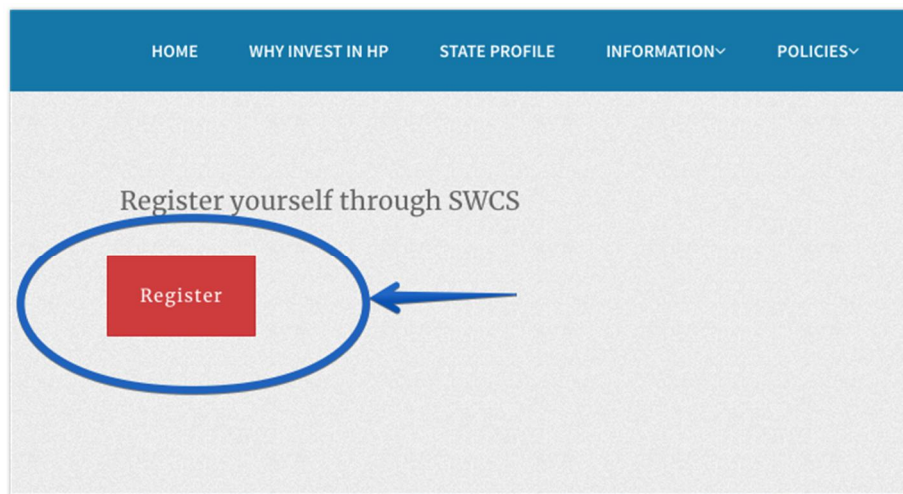 HOME WHY INVEST IN HP STATE PROFILE INFORMATION POLICIES
Register yourself through SWCS
Register